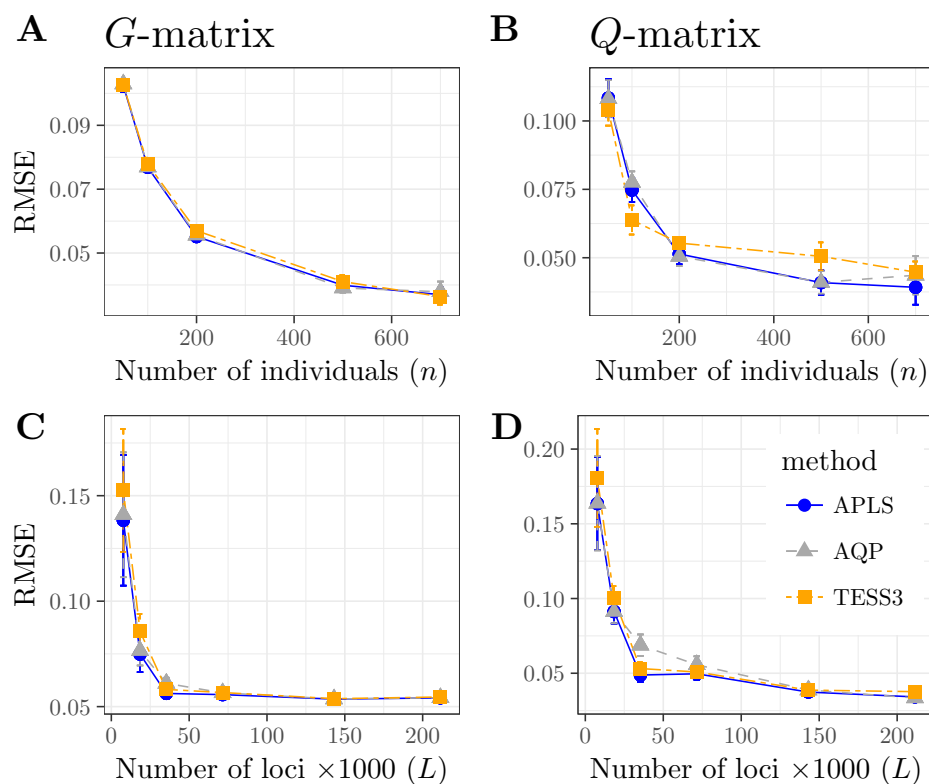 A G-matrix
B Q-matrix
RMSE
0.09
0.07
0.05
200 400 600
Number of individuals (n)
0.100
0.075
0.050
200 400 600
Number of individuals (n)
C
RMSE
0.15
0.10
0.05
0 50 100 150 200
Number of loci ×1000 (L)
D
0.20
0.15
0.10
0.05
0 50 100 150 200
Number of loci ×1000 (L)
method
APLS
AQP
TESS3